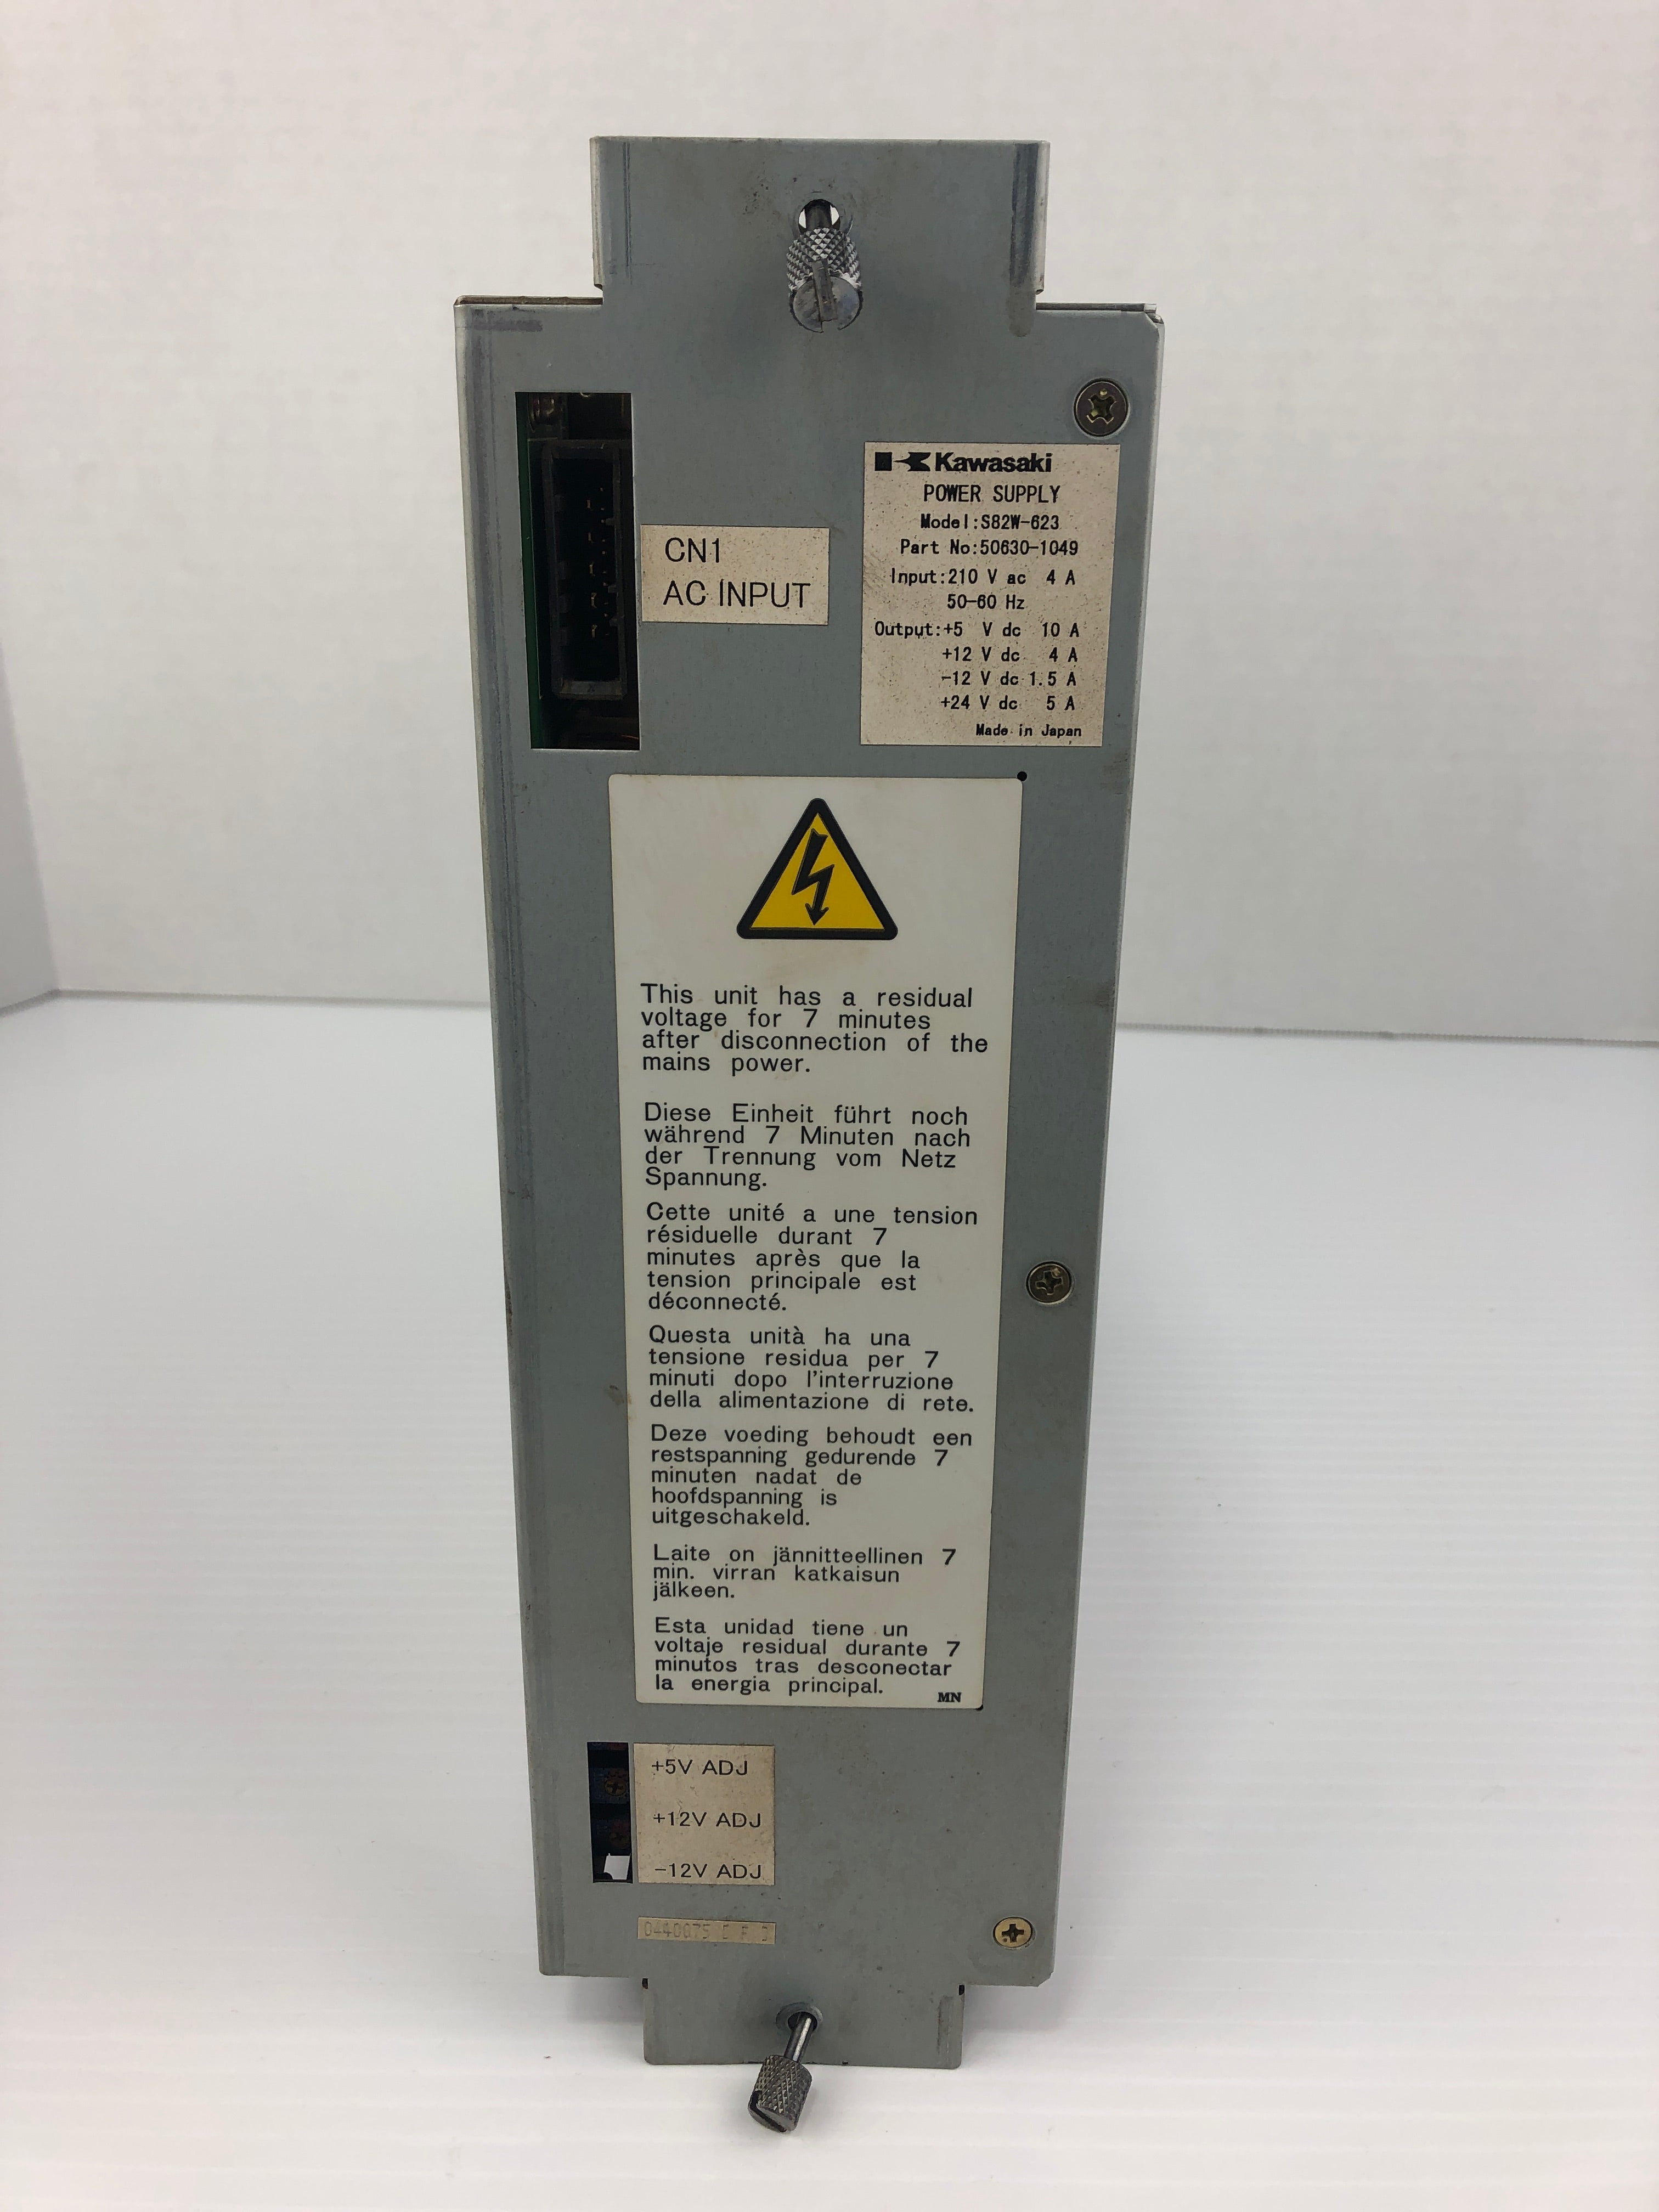 Kawasaki
POWER SUPPLY
Model:S82W-623
Part No:50630-1049
Input:210 V ac 4 A
50-60 Hz
Output:+5 V dc 10 A
+12 V dc 4 A
-12 V dc 1.5 A
+24 V dc 5 A
Made in Japan
CN1
AC INPUT
This unit has a residual
voltage for 7 minutes
after disconnection of the
mains power.
Diese Einheit führt noch
während 7 Minuten nach
der Trennung vom Netz
Spannung.
Cette unité a une tension
résiduelle durant 7
minutes après que la
tension principale est
déconnecté.
Questa unità ha una
tensione residua per 7
minuti dopo l'interruzione
della alimentazione di rete.
Deze voeding behoudt een
restspanning gedurende 7
minuten nadat de
hoofdspanning is
uitgeschakeld.
Laite on jännitteellinen 7
min. virran katkaisun
jälkeen.
Esta unidad tiene un
voltaje residual durante 7
minutos tras desconectar
la energia principal.
MN
+5V ADJ
+12V ADJ
-12V ADJ